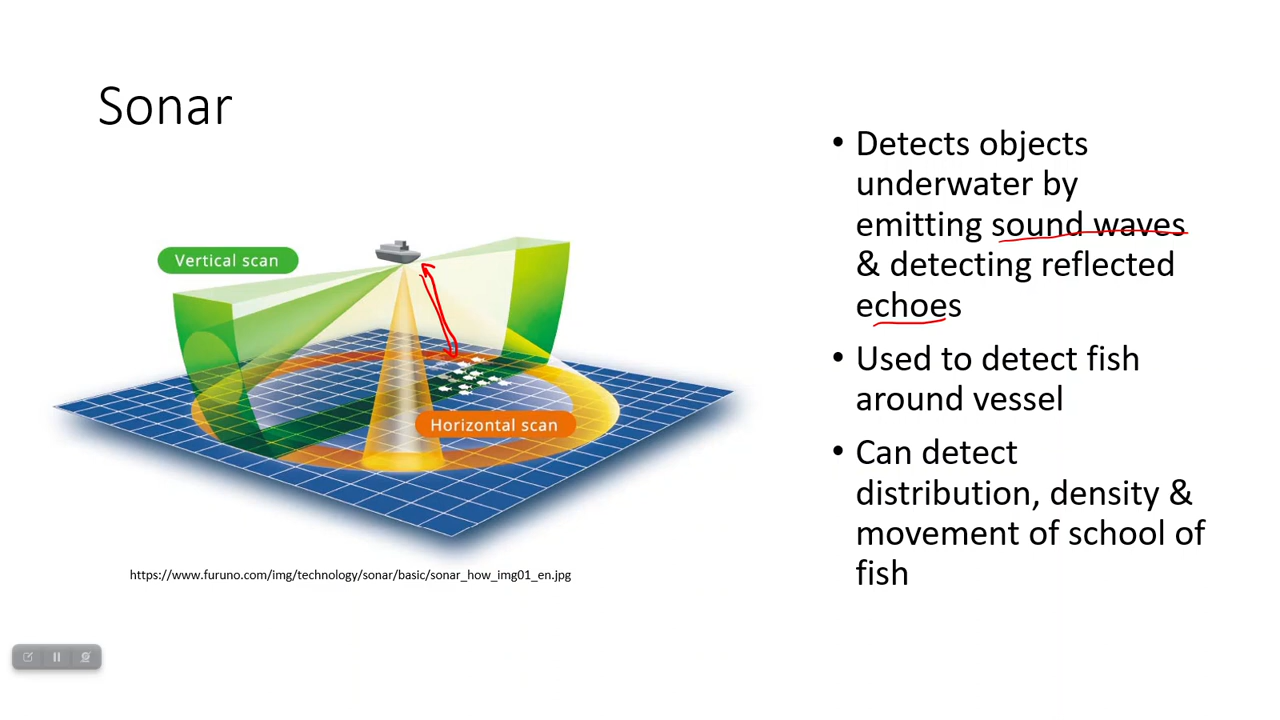 Sonar
Vertical scan
Horizontal scan
https://www.furuno.com/img/technology/sonar/basic/sonar_how_img01_en.jpg
• Detects objects
underwater by
emitting sound waves
& detecting reflected
echoes
• Used to detect fish
around vessel
• Can detect
distribution, density &
movement of school of
fish